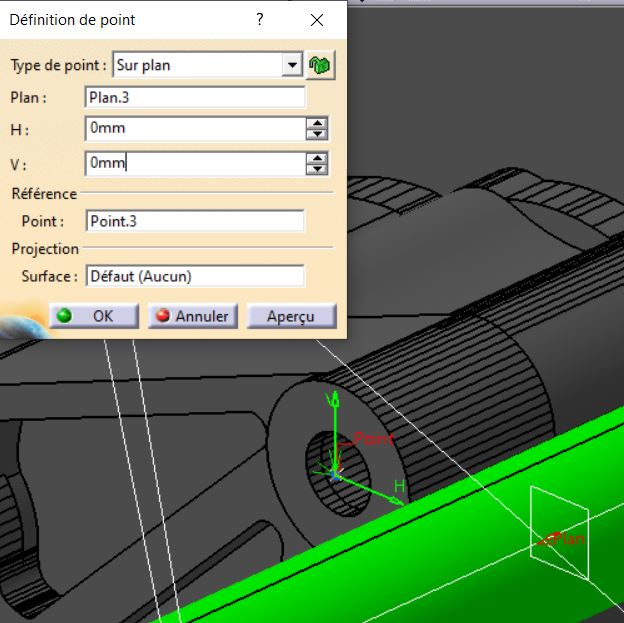 Définition de point ?
Type de point : Sur plan
Plan : Plan.3
H : 0mm
V : 0mm
Référence
Point : Point.3
Projection
Surface : Défaut (Aucun)
OK Annuler Aperçu
V
Point
H
Plan